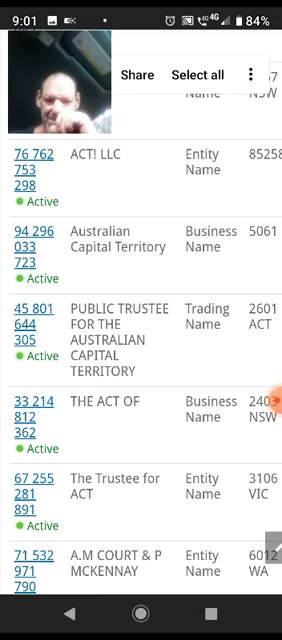 9:01 84%
Share Select all
57
Name NSW
76 762 ACT! LLC Entity 85258
753 Name
298
Active
94 296 Australian Business 5061
033 Capital Territory Name
723
Active
45 801 PUBLIC TRUSTEE Trading 2601
644 FOR THE Name ACT
305 AUSTRALIAN
Active CAPITAL
TERRITORY
33 214 THE ACT OF Business 2403
812 Name NSW
362
Active
67 255 The Trustee for Entity 3106
281 ACT Name VIC
891
Active
71 532 A.M COURT & P Entity 6012
971 MCKENNAY Name WA
790